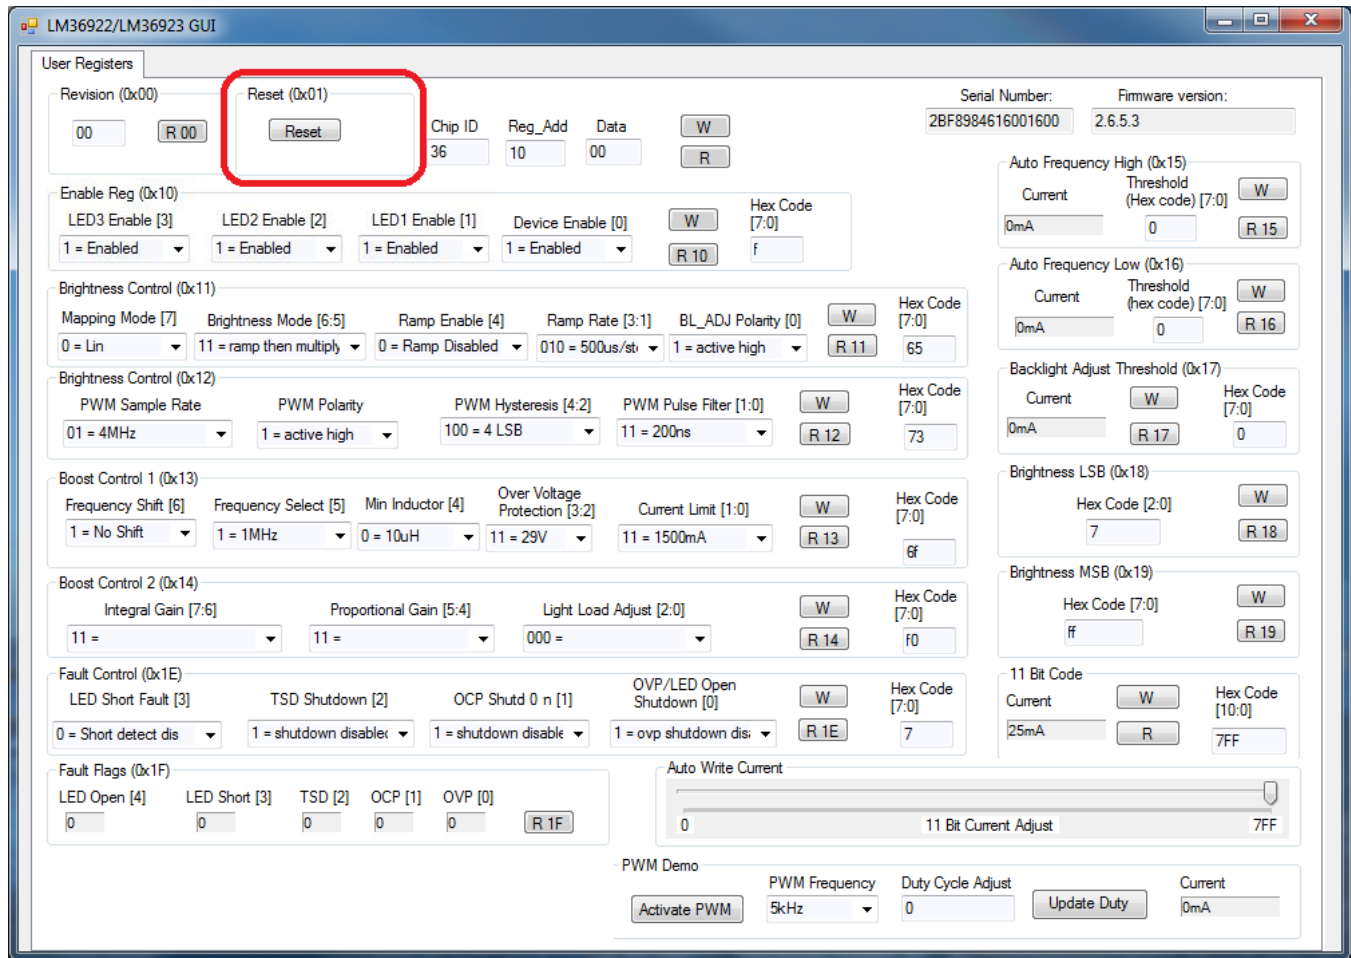 LM36922/LM36923 GUI
User Registers
Revision (0x00)
00
R 00
Reset (0x01)
Reset
Chip ID
Reg_Add
Data
36
10
00
W
R
Serial Number:
Firmware version:
2BF8984616001600
2.6.5.3
Enable Reg (0x10)
LED3 Enable [3]
LED2 Enable [2]
LED1 Enable [1]
Device Enable [0]
1 = Enabled
1 = Enabled
1 = Enabled
1 = Enabled
W
R 10
Hex Code
[7:0]
f
Brightness Control (0x11)
Mapping Mode [7]
Brightness Mode [6:5]
Ramp Enable [4]
Ramp Rate [3:1]
BL_ADJ Polarity [0]
0 = Lin
11 = ramp then multiply
0 = Ramp Disabled
010 = 500us/st
1 = active high
W
R 11
Hex Code
[7:0]
65
Brightness Control (0x12)
PWM Sample Rate
PWM Polarity
PWM Hysteresis [4:2]
PWM Pulse Filter [1:0]
01 = 4MHz
1 = active high
100 = 4 LSB
11 = 200ns
W
R 12
Hex Code
[7:0]
73
Boost Control 1 (0x13)
Frequency Shift [6]
Frequency Select [5]
Min Inductor [4]
Over Voltage
Protection [3:2]
Current Limit [1:0]
1 = No Shift
1 = 1MHz
0 = 10uH
11 = 29V
11 = 1500mA
W
R 13
Hex Code
[7:0]
6f
Boost Control 2 (0x14)
Integral Gain [7:6]
Proportional Gain [5:4]
Light Load Adjust [2:0]
11 =
11 =
000 =
W
R 14
Hex Code
[7:0]
f0
Fault Control (0x1E)
LED Short Fault [3]
TSD Shutdown [2]
OCP Shutd 0 n [1]
OVP/LED Open
Shutdown [0]
0 = Short detect dis
1 = shutdown disablec
1 = shutdown disable
1 = ovp shutdown dis
W
R 1E
Hex Code
[7:0]
7
Fault Flags (0x1F)
LED Open [4]
LED Short [3]
TSD [2]
OCP [1]
OVP [0]
0
0
0
0
0
R 1F
Auto Frequency High (0x15)
Current
Threshold
(Hex code) [7:0]
0mA
0
W
R 15
Auto Frequency Low (0x16)
Current
Threshold
(hex code) [7:0]
0mA
0
W
R 16
Backlight Adjust Threshold (0x17)
Current
0mA
W
R 17
Hex Code
[7:0]
0
Brightness LSB (0x18)
Hex Code [2:0]
7
W
R 18
Brightness MSB (0x19)
Hex Code [7:0]
ff
W
R 19
11 Bit Code
Current
25mA
W
R
Hex Code
[10:0]
7FF
Auto Write Current
0
11 Bit Current Adjust
7FF
PWM Demo
Activate PWM
PWM Frequency
5kHz
Duty Cycle Adjust
0
Update Duty
Current
0mA